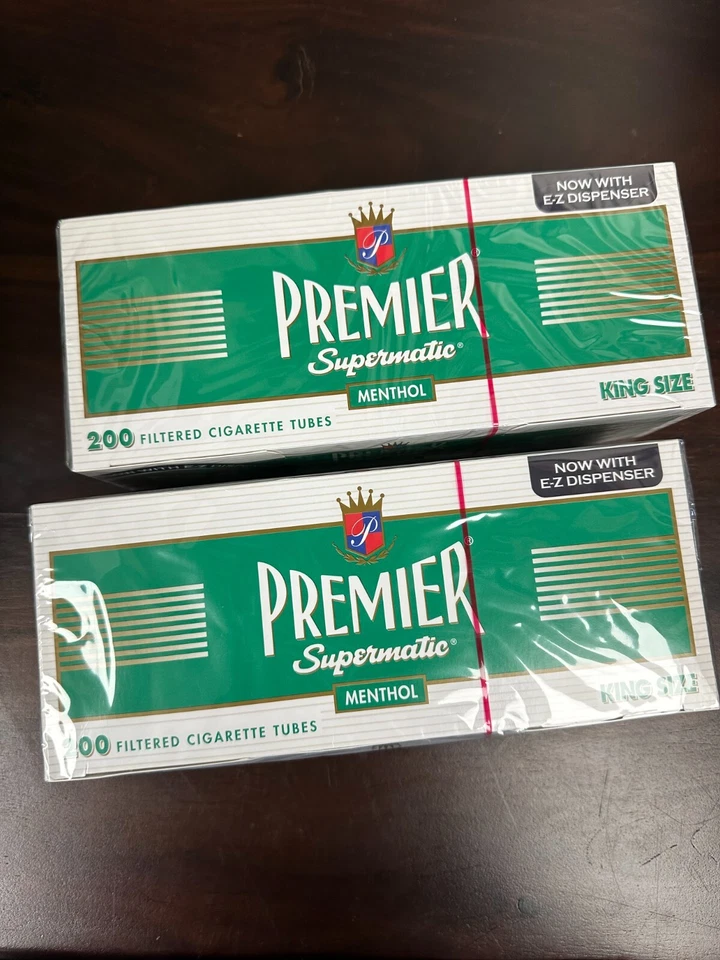 NOW WITH
E-Z DISPENSER
P
PREMIER®
Supermatic®
MENTHOL
KING SIZE
200 FILTERED CIGARETTE TUBES
NOW WITH
E-Z DISPENSER
P
PREMIER®
Supermatic®
MENTHOL
KING SIZE
200 FILTERED CIGARETTE TUBES